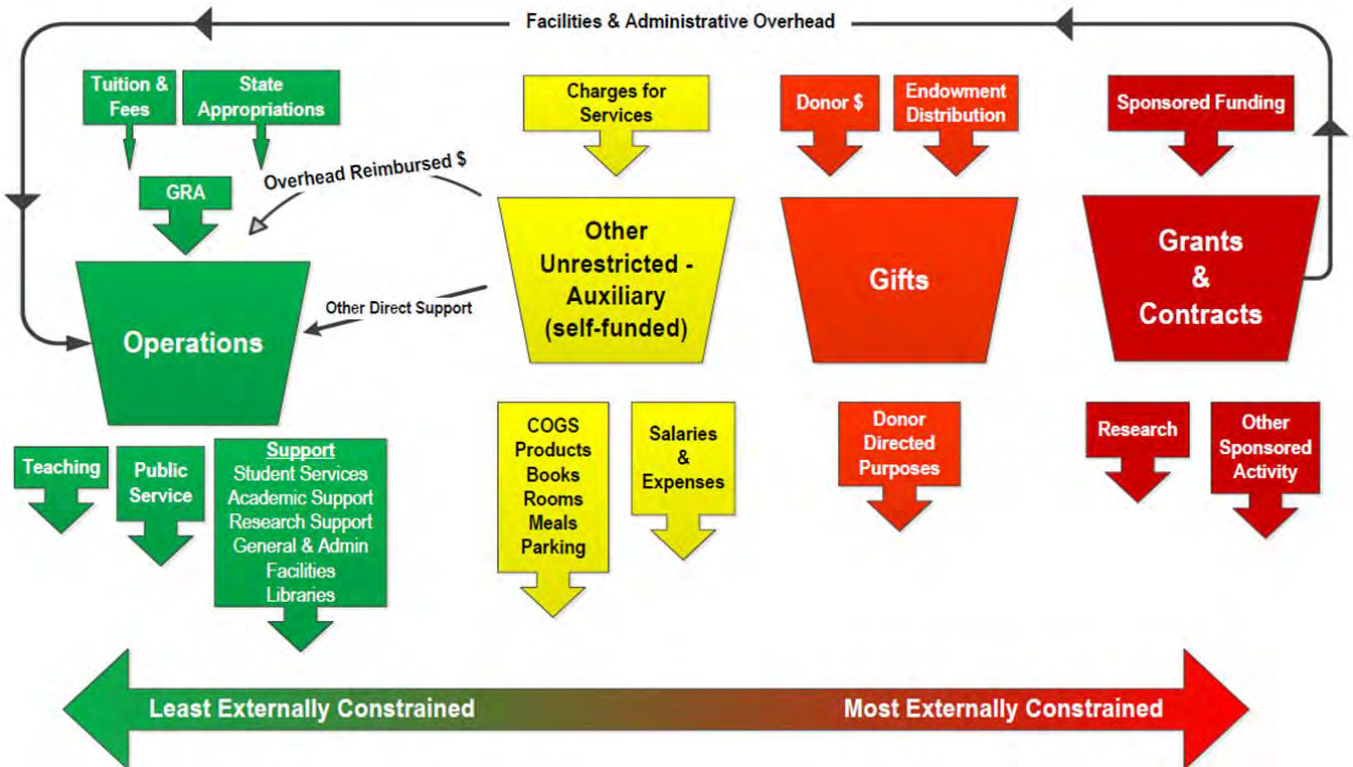 Facilities & Administrative Overhead
Tuition &
Fees
State
Appropriations
GRA
Overhead Reimbursed $
Operations
Other Direct Support
Teaching
Public
Service
Support
Student Services
Academic Support
Research Support
General & Admin
Facilities
Libraries
Charges for
Services
Other
Unrestricted -
Auxiliary
(self-funded)
COGS
Products
Books
Rooms
Meals
Parking
Salaries
&
Expenses
Donor $
Endowment
Distribution
Gifts
Donor
Directed
Purposes
Sponsored Funding
Grants
&
Contracts
Research
Other
Sponsored
Activity
Least Externally Constrained
Most Externally Constrained